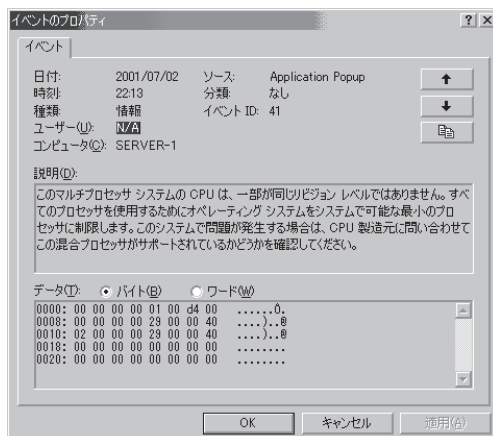 イベントのプロパティ
イベント
日付: 2001/07/02 ソース: Application Popup
時刻: 22:13 分類: なし
種類: 情報 イベント ID: 41
ユーザー(U): N/A
コンピュータ(C): SERVER-1
説明(D):
このマルチプロセッサ システムの CPU は、一部が同じリビジョン レベルではありません。すべ
てのプロセッサを使用するためにオペレーティング システムをシステムで可能な最小のプロ
セッサに制限します。このシステムで問題が発生する場合は、CPU 製造元に問い合わせて
この混合プロセッサがサポートされているかどうかを確認してください。
データ(T): バイト(B) ワード(W)
0000: 00 00 00 00 01 00 d4 00 ......Ô.
0008: 00 00 00 00 29 00 00 40 ....)..@
0010: 02 00 00 00 29 00 00 40 ....)..@
0018: 00 00 00 00 00 00 00 00 ........
0020: 00 00 00 00 00 00 00 00 ........
OK キャンセル 適用(A)